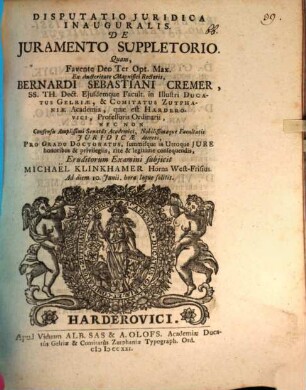 DISPUTATIO JURIDICA
INAUGURALIS.
DE
JURAMENTO SUPPLETORIO.
Quam,
Favente Deo Ter Opt. Max.
Ex Auctoritate Magnifici Rectoris,
BERNARDI SEBASTIANI CREMER,
SS. TH. Doct. Ejusdemque Facult. in Illustri DUCA-
TUS GELRIÆ, & COMITATUS ZUTPHA-
NIÆ Academia, quæ est HARDERO-
VICI, Professoris Ordinarii,
NEC NON
Consensu Amplissimi Senatus Academici, Nobilissimæque Facultatis
JURIDICÆ decreto,
PRO GRADU DOCTORATUS, summisque in Utroque JURE
honoribus & privilegiis, rite & legitime consequendis,
Eruditorum Examini subjicit
MICHAEL KLINKHAMER Horna West-Frisius.
Ad diem 10. Junii, hora loque solitis.
HARDEROVICI.
Apud Viduam ALB. SAS & A. OLOFS. Academiæ Duca-
tus Gelriæ & Comitatus Zutphaniæ Typograph. Ord.